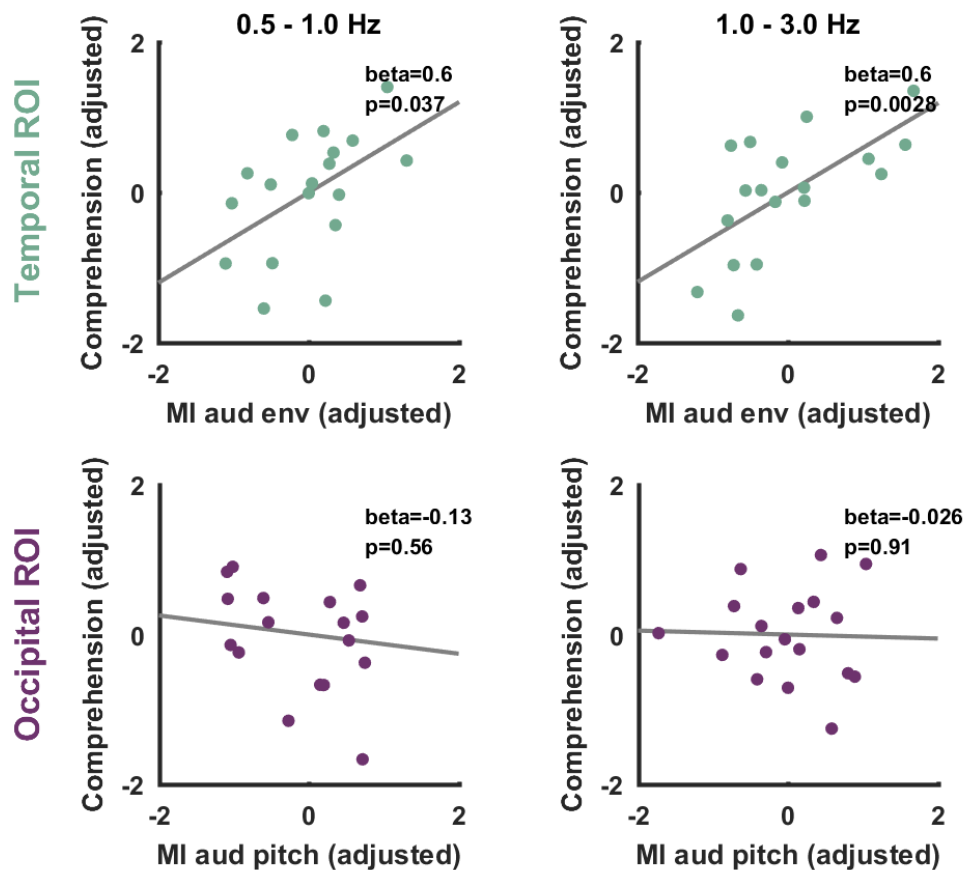 0.5 - 1.0 Hz
1.0 - 3.0 Hz
Temporal ROI
Comprehension (adjusted)
2
0
-2
beta=0.6
p=0.037
-2
0
2
MI aud env (adjusted)
Comprehension (adjusted)
2
0
-2
beta=0.6
p=0.0028
-2
0
2
MI aud env (adjusted)
Occipital ROI
Comprehension (adjusted)
2
0
-2
beta=-0.13
p=0.56
-2
0
2
MI aud pitch (adjusted)
Comprehension (adjusted)
2
0
-2
beta=-0.026
p=0.91
-2
0
2
MI aud pitch (adjusted)